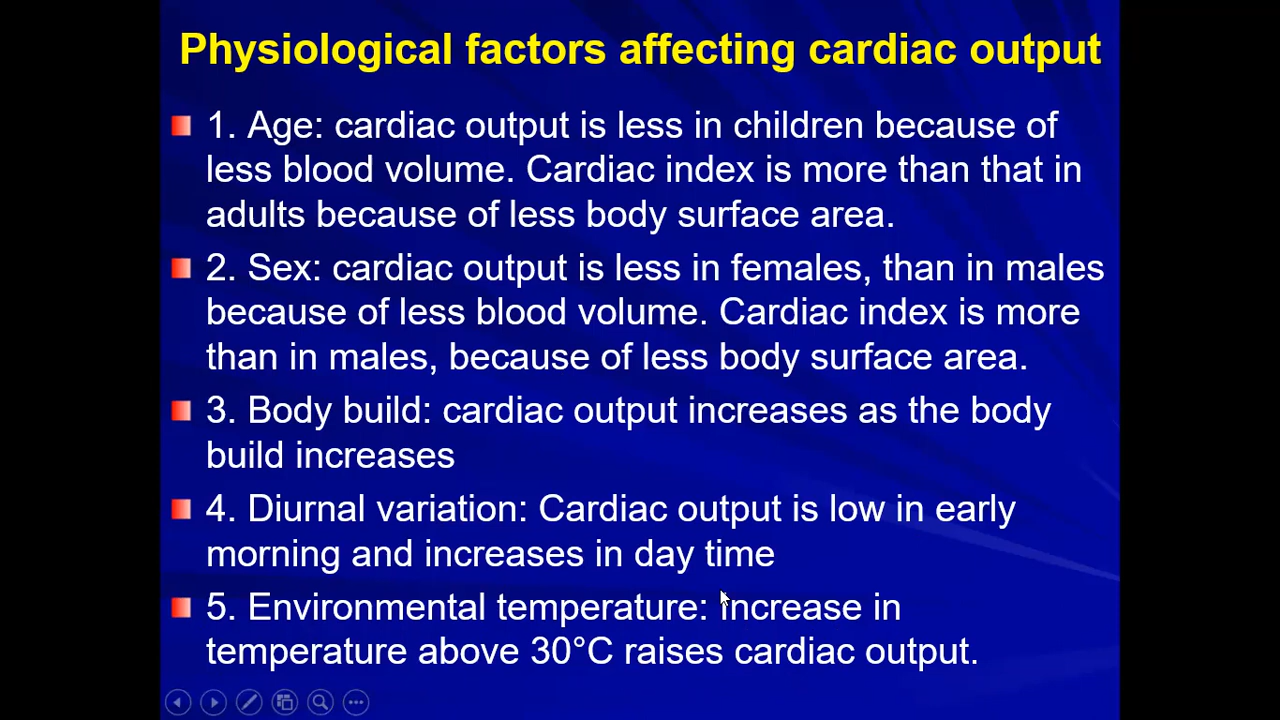 Physiological factors affecting cardiac output
1. Age: cardiac output is less in children because of
less blood volume. Cardiac index is more than that in
adults because of less body surface area.
2. Sex: cardiac output is less in females, than in males
because of less blood volume. Cardiac index is more
than in males, because of less body surface area.
3. Body build: cardiac output increases as the body
build increases
4. Diurnal variation: Cardiac output is low in early
morning and increases in day time
5. Environmental temperature: Increase in
temperature above 30°C raises cardiac output.